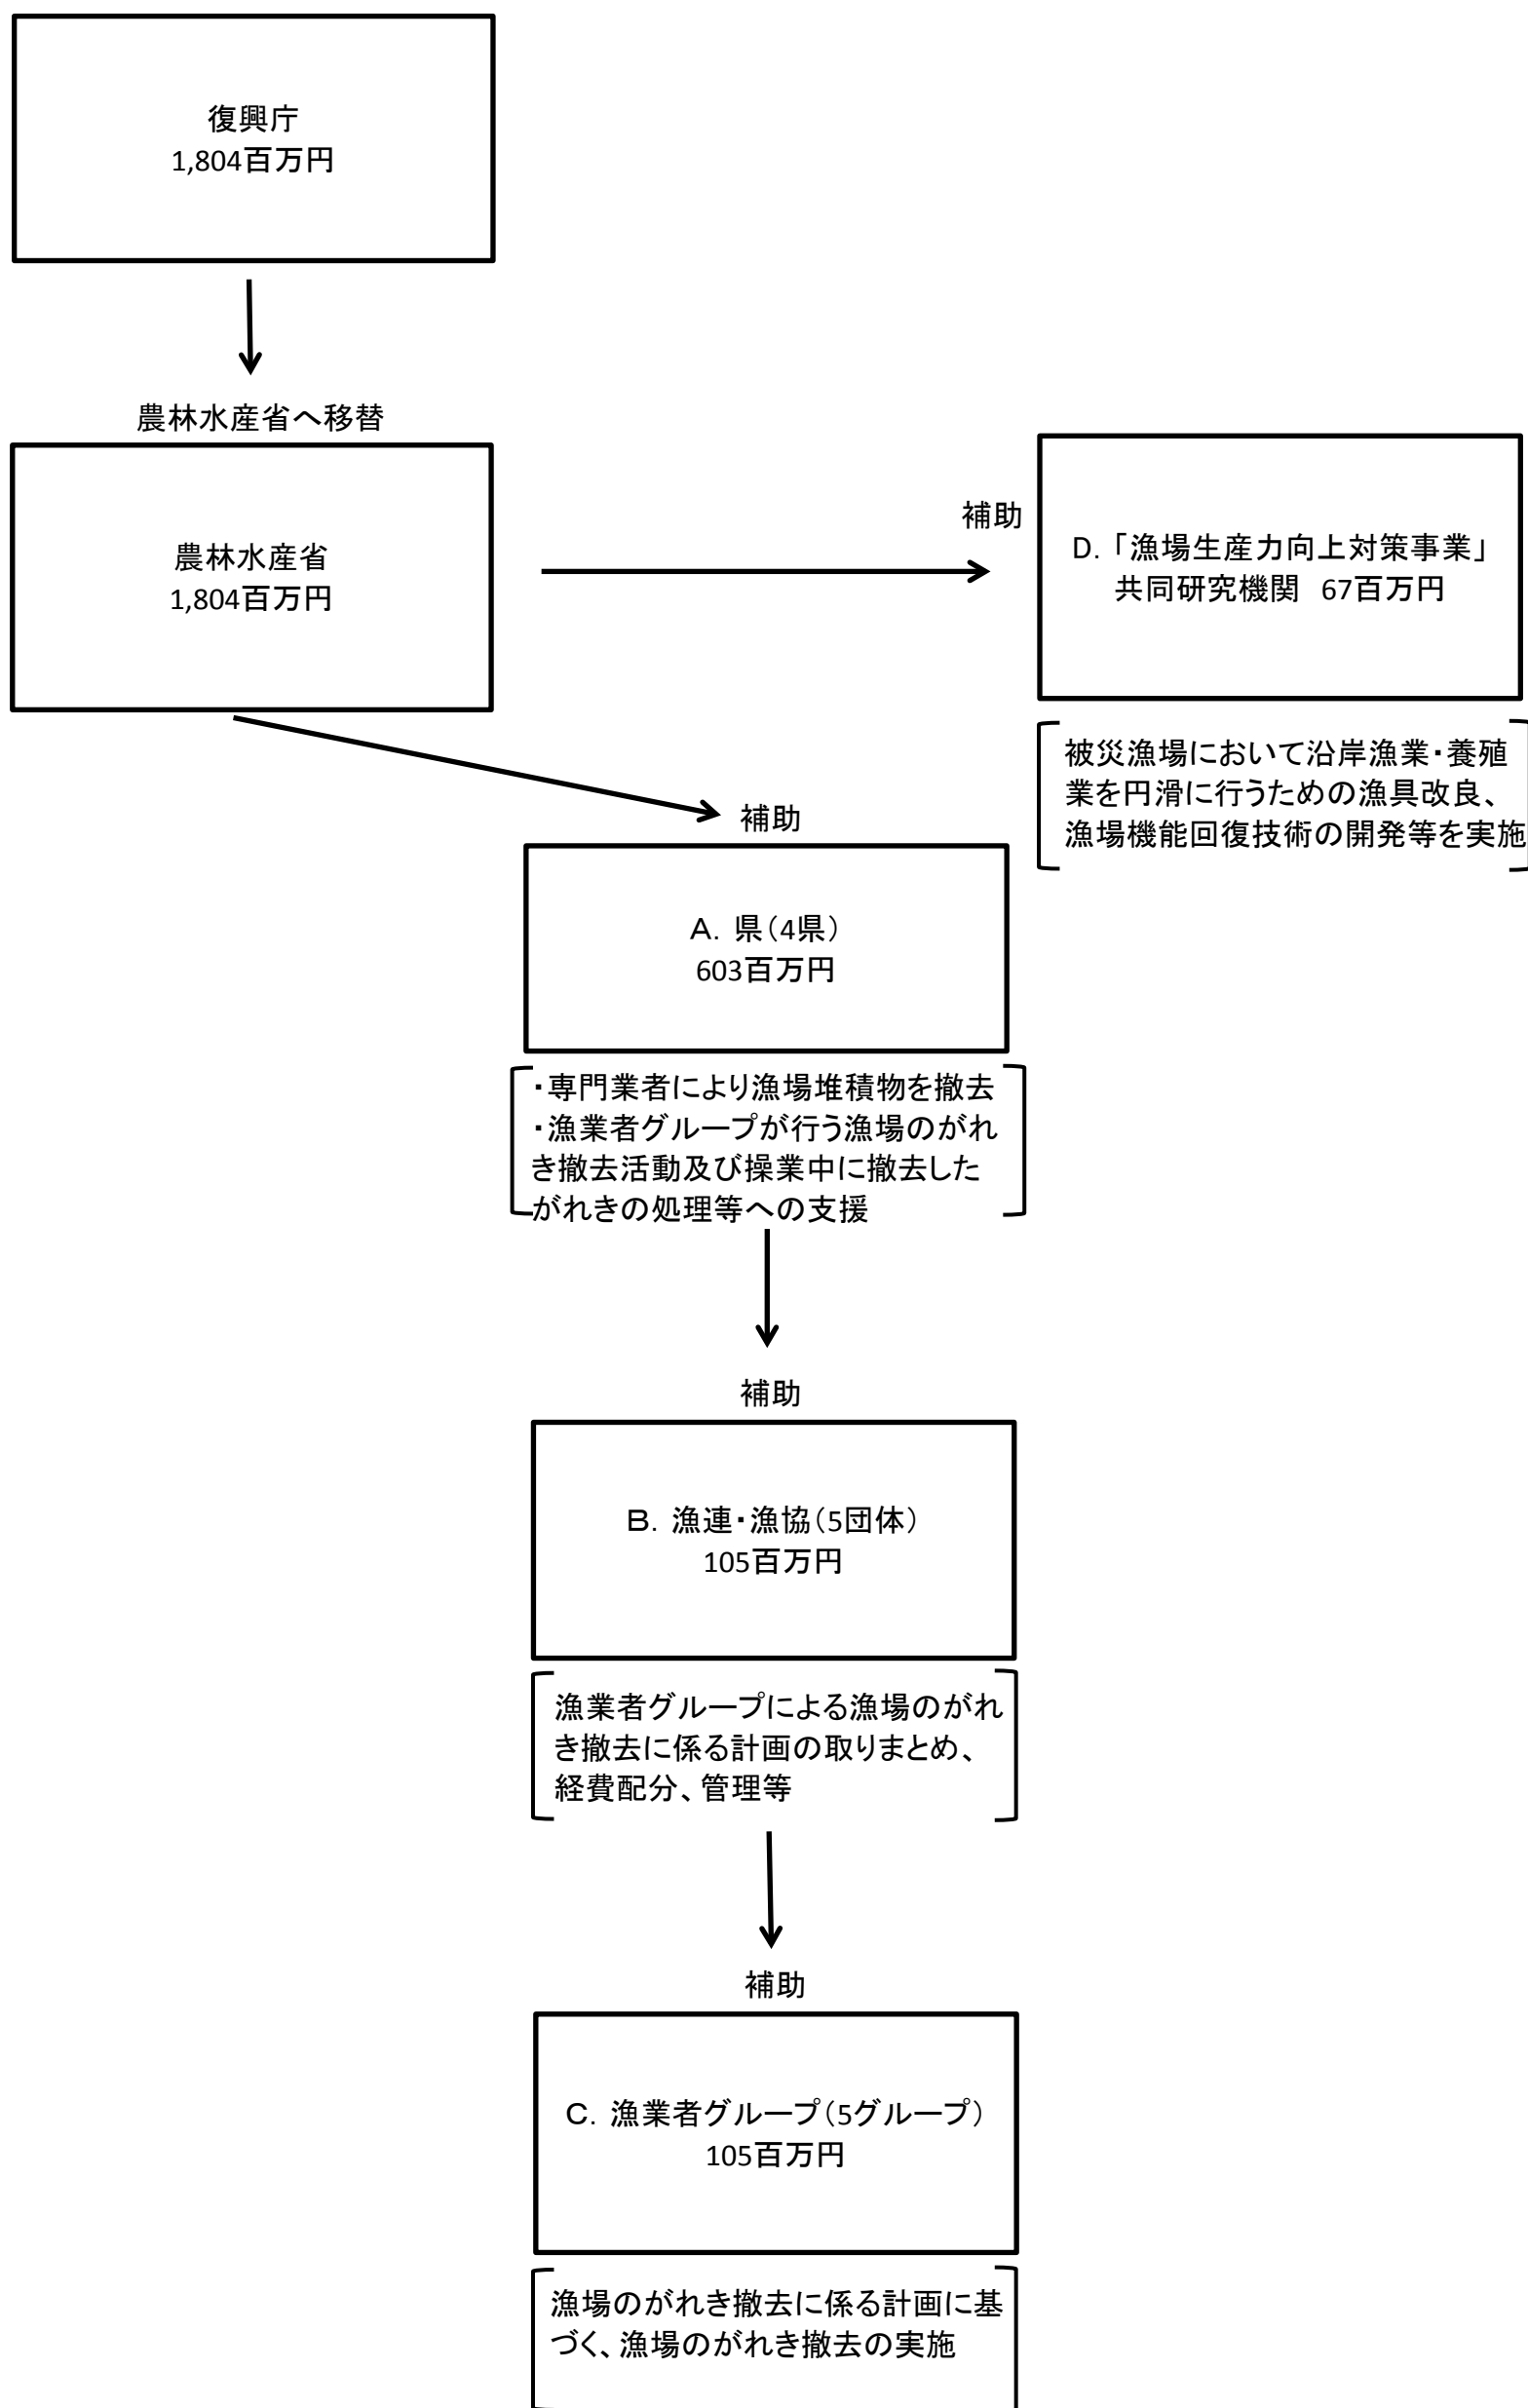 復興庁
1,804百万円
農林水産省へ移替
農林水産省
1,804百万円
補助
D．「漁場生産力向上対策事業」
共同研究機関　67百万円
被災漁場において沿岸漁業・養殖
業を円滑に行うための漁具改良、
漁場機能回復技術の開発等を実施
補助
A．県（4県）
603百万円
・専門業者により漁場堆積物を撤去
・漁業者グループが行う漁場のがれ
き撤去活動及び操業中に撤去した
がれきの処理等への支援
補助
B．漁連・漁協（5団体）
105百万円
漁業者グループによる漁場のがれ
き撤去に係る計画の取りまとめ、
経費配分、管理等
補助
C．漁業者グループ（5グループ）
105百万円
漁場のがれき撤去に係る計画に基
づく、漁場のがれき撤去の実施